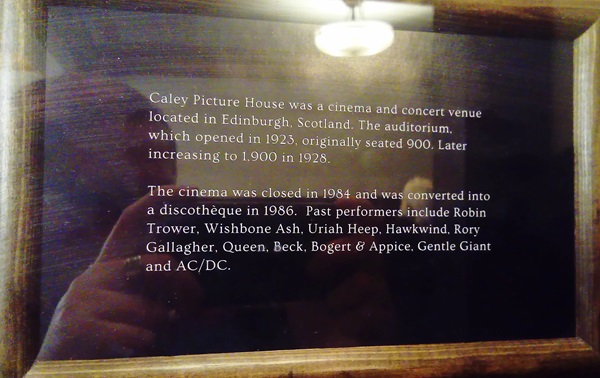 Caley Picture House was a cinema and concert venue
located in Edinburgh, Scotland. The auditorium,
which opened in 1923, originally seated 900. Later
increasing to 1,900 in 1928.
The cinema was closed in 1984 and was converted into
a discothèque in 1986. Past performers include Robin
Trower, Wishbone Ash, Uriah Heep, Hawkwind, Rory
Gallagher, Queen, Beck, Bogert & Appice, Gentle Giant
and AC/DC.